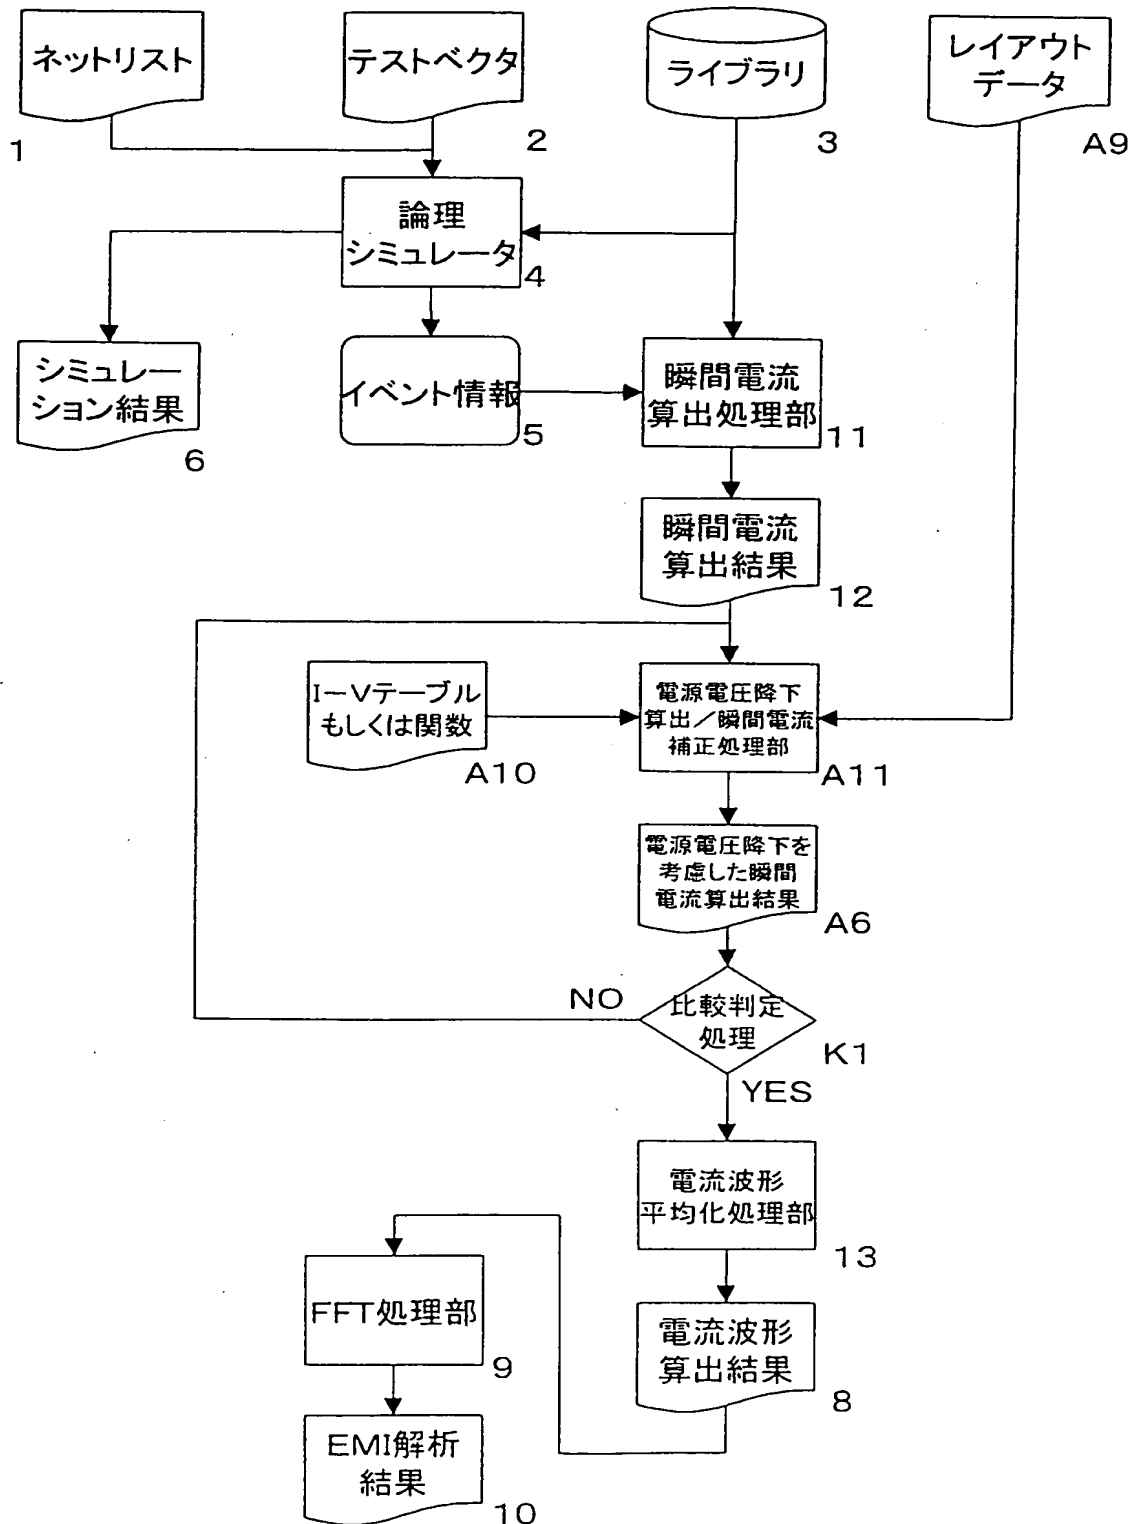 ネットリスト
1
テストベクタ
2
ライブラリ
3
レイアウト
データ
A9
論理
シミュレータ
4
シミュレー
ション結果
6
イベント情報
5
瞬間電流
算出処理部
11
瞬間電流
算出結果
12
I−Vテーブル
もしくは関数
A10
電源電圧降下
算出／瞬間電流
補正処理部
A11
電源電圧降下を
考慮した瞬間
電流算出結果
A6
NO
比較判定
処理
K1
YES
電流波形
平均化処理部
13
FFT処理部
9
電流波形
算出結果
8
EMI解析
結果
10